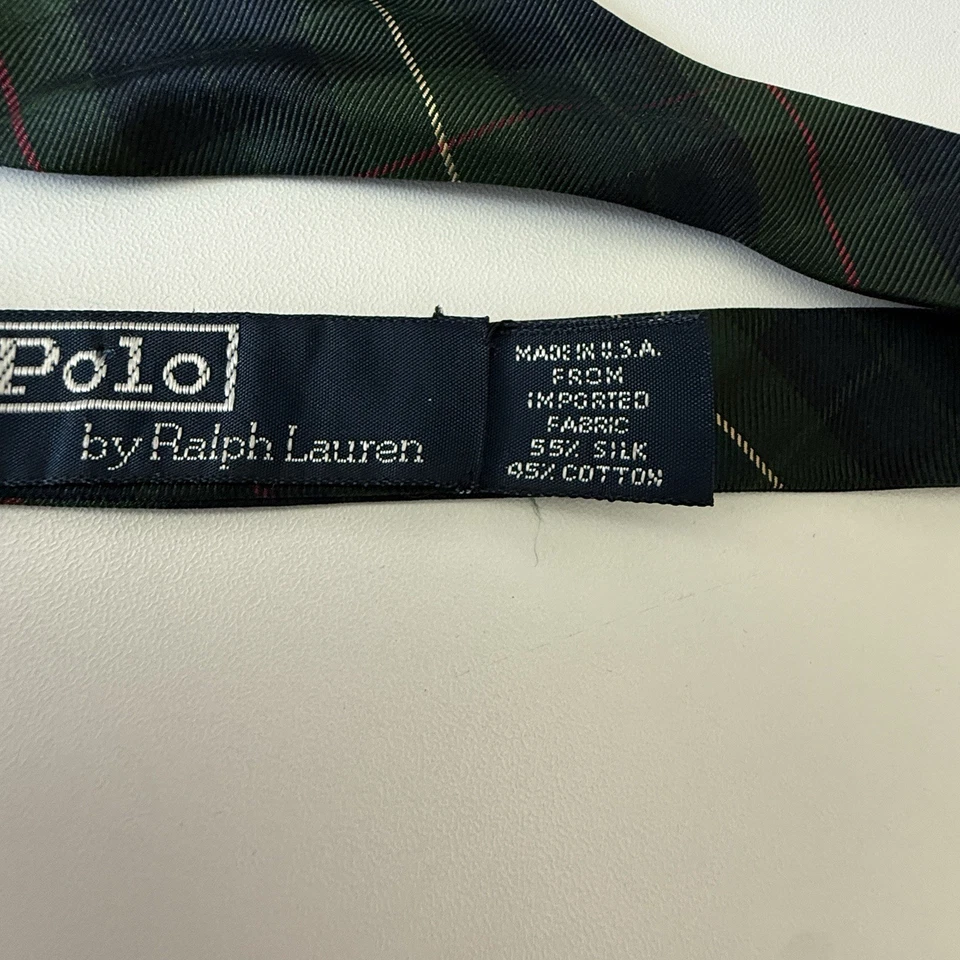 Polo
by Ralph Lauren
MADE IN U.S.A.
FROM
IMPORTED
FABRIC
55% SILK
45% COTTON